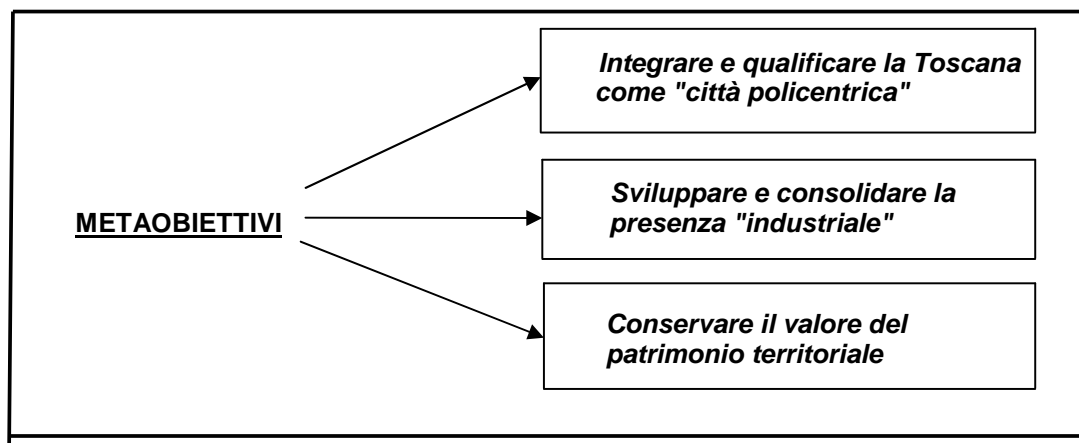 Integrare e qualificare la Toscana
come "città policentrica"
METAOBIETTIVI
Sviluppare e consolidare la
presenza "industriale"
Conservare il valore del
patrimonio territoriale